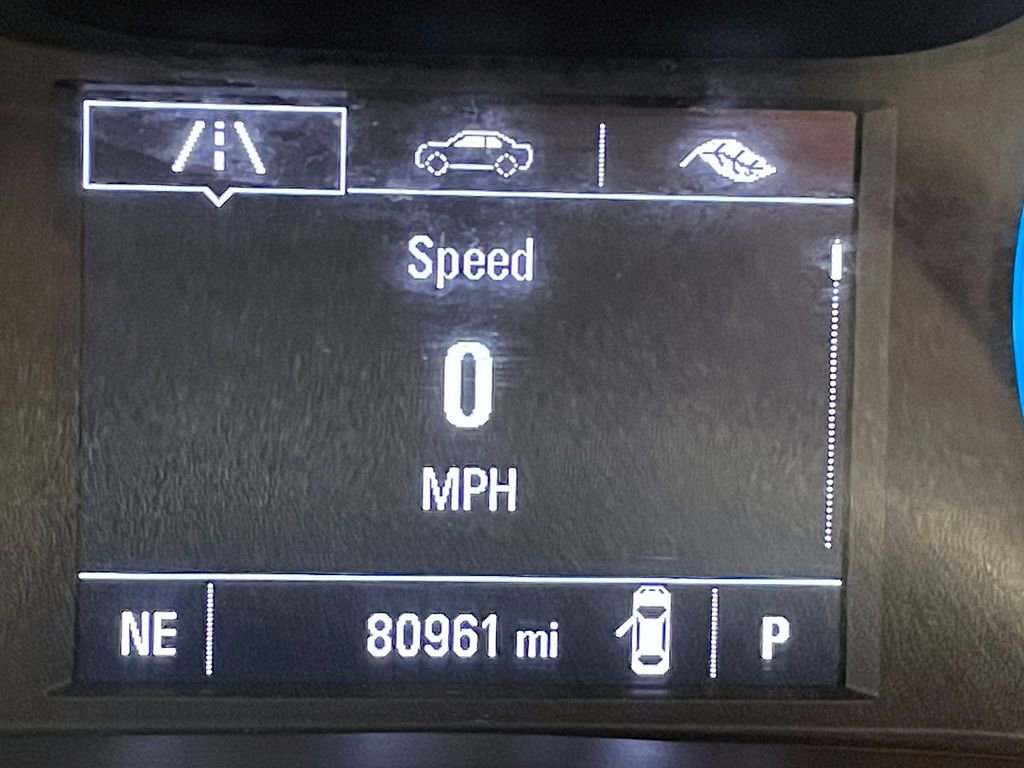 Speed
0
MPH
NE 80961 mi P